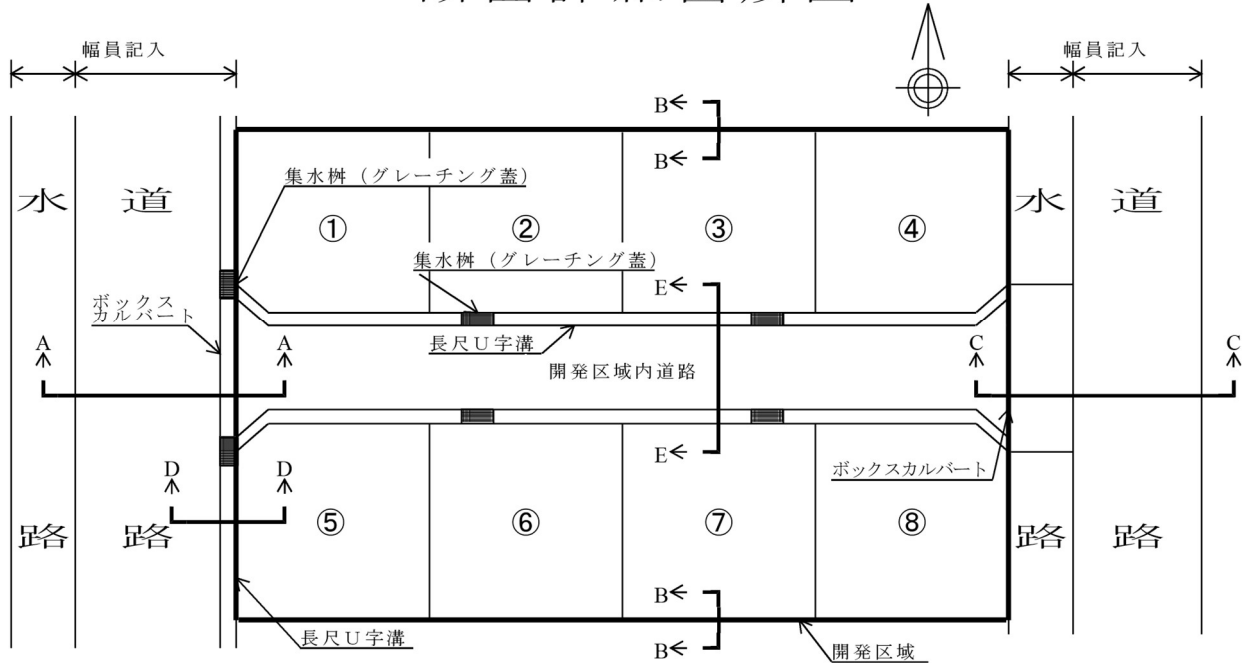 幅員記入
幅員記入
B
B
集水桝（グレーチング蓋）
水
道
水
道
①
②
③
④
集水桝（グレーチング蓋）
E
ボックス
カルバート
長尺U字溝
A
A
開発区域内道路
C
C
E
D
D
ボックスカルバート
路
路
⑤
⑥
⑦
⑧
路
路
B
長尺U字溝
B
開発区域